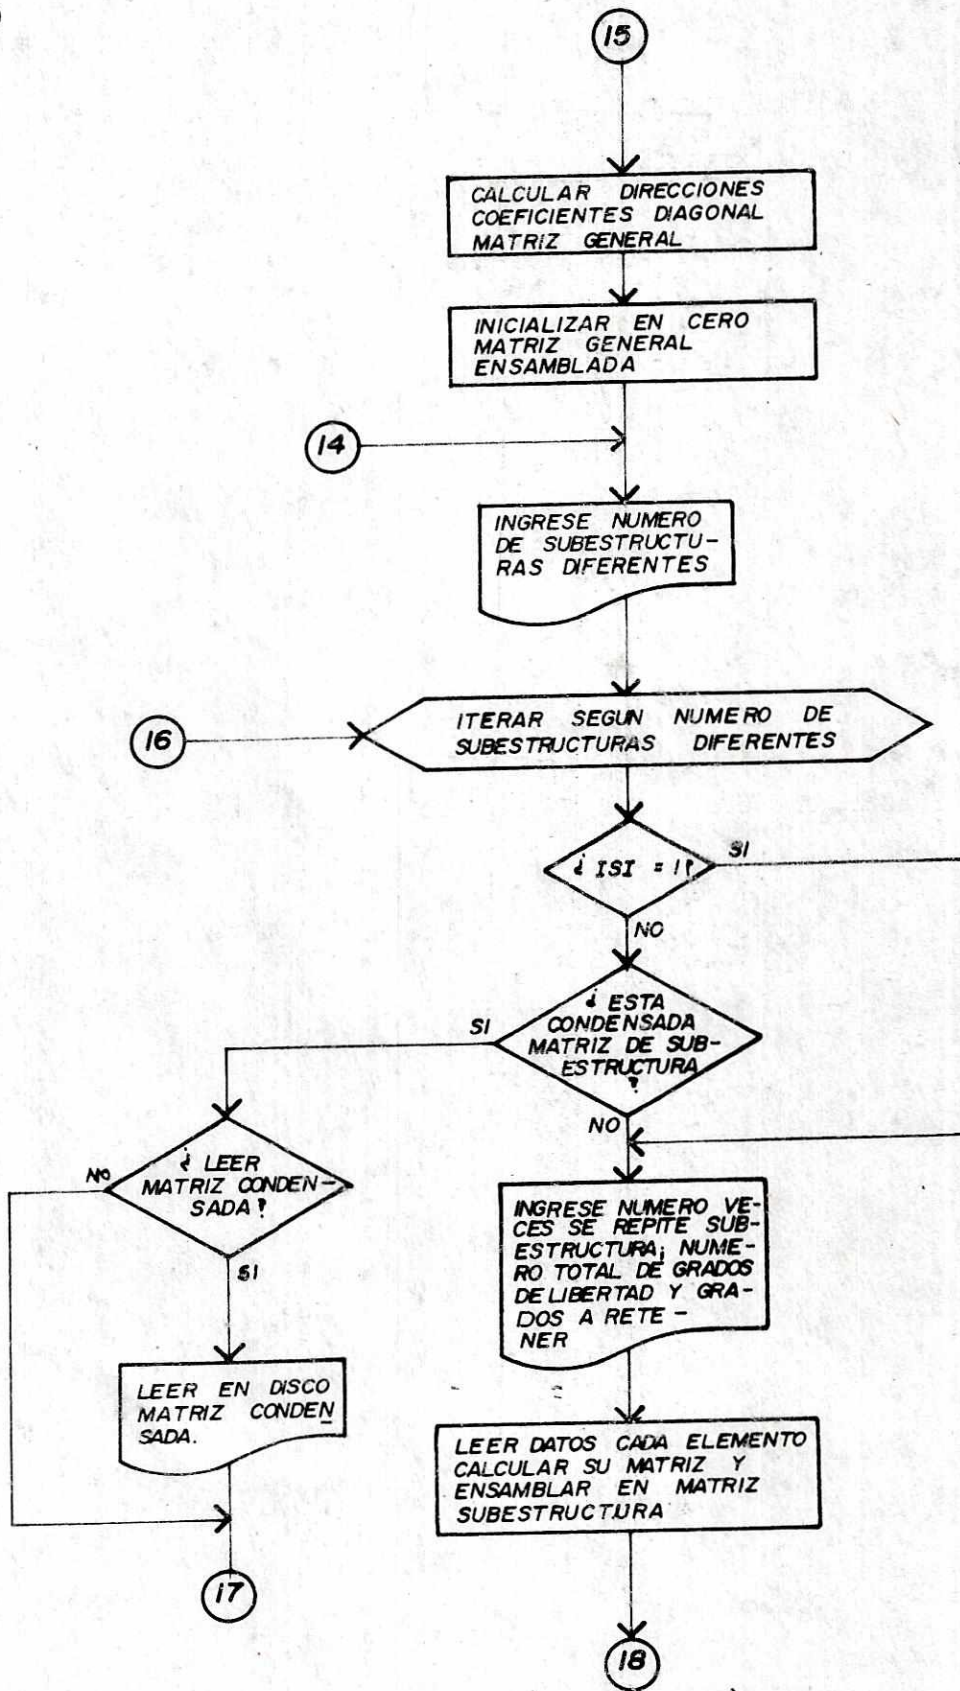 15
CALCULAR DIRECCIONES
COEFICIENTES DIAGONAL
MATRIZ GENERAL
INICIALIZAR EN CERO
MATRIZ GENERAL
ENSAMBLADA
14
INGRESE NUMERO
DE SUBESTRUCTU-
RAS DIFERENTES
16
ITERAR SEGUN NUMERO DE
SUBESTRUCTURAS DIFERENTES
¿ ISI = 1?
SI
NO
¿ ESTA
CONDENSADA
MATRIZ DE SUB-
ESTRUCTURA
?
SI
NO
¿ LEER
MATRIZ CONDEN-
SADA?
NO
SI
INGRESE NUMERO VE-
CES SE REPITE SUB-
ESTRUCTURA; NUME-
RO TOTAL DE GRADOS
DE LIBERTAD Y GRA-
DOS A RETE-
NER
LEER EN DISCO
MATRIZ CONDEN
SADA.
LEER DATOS CADA ELEMENTO
CALCULAR SU MATRIZ Y
ENSAMBLAR EN MATRIZ
SUBESTRUCTURA
17
18